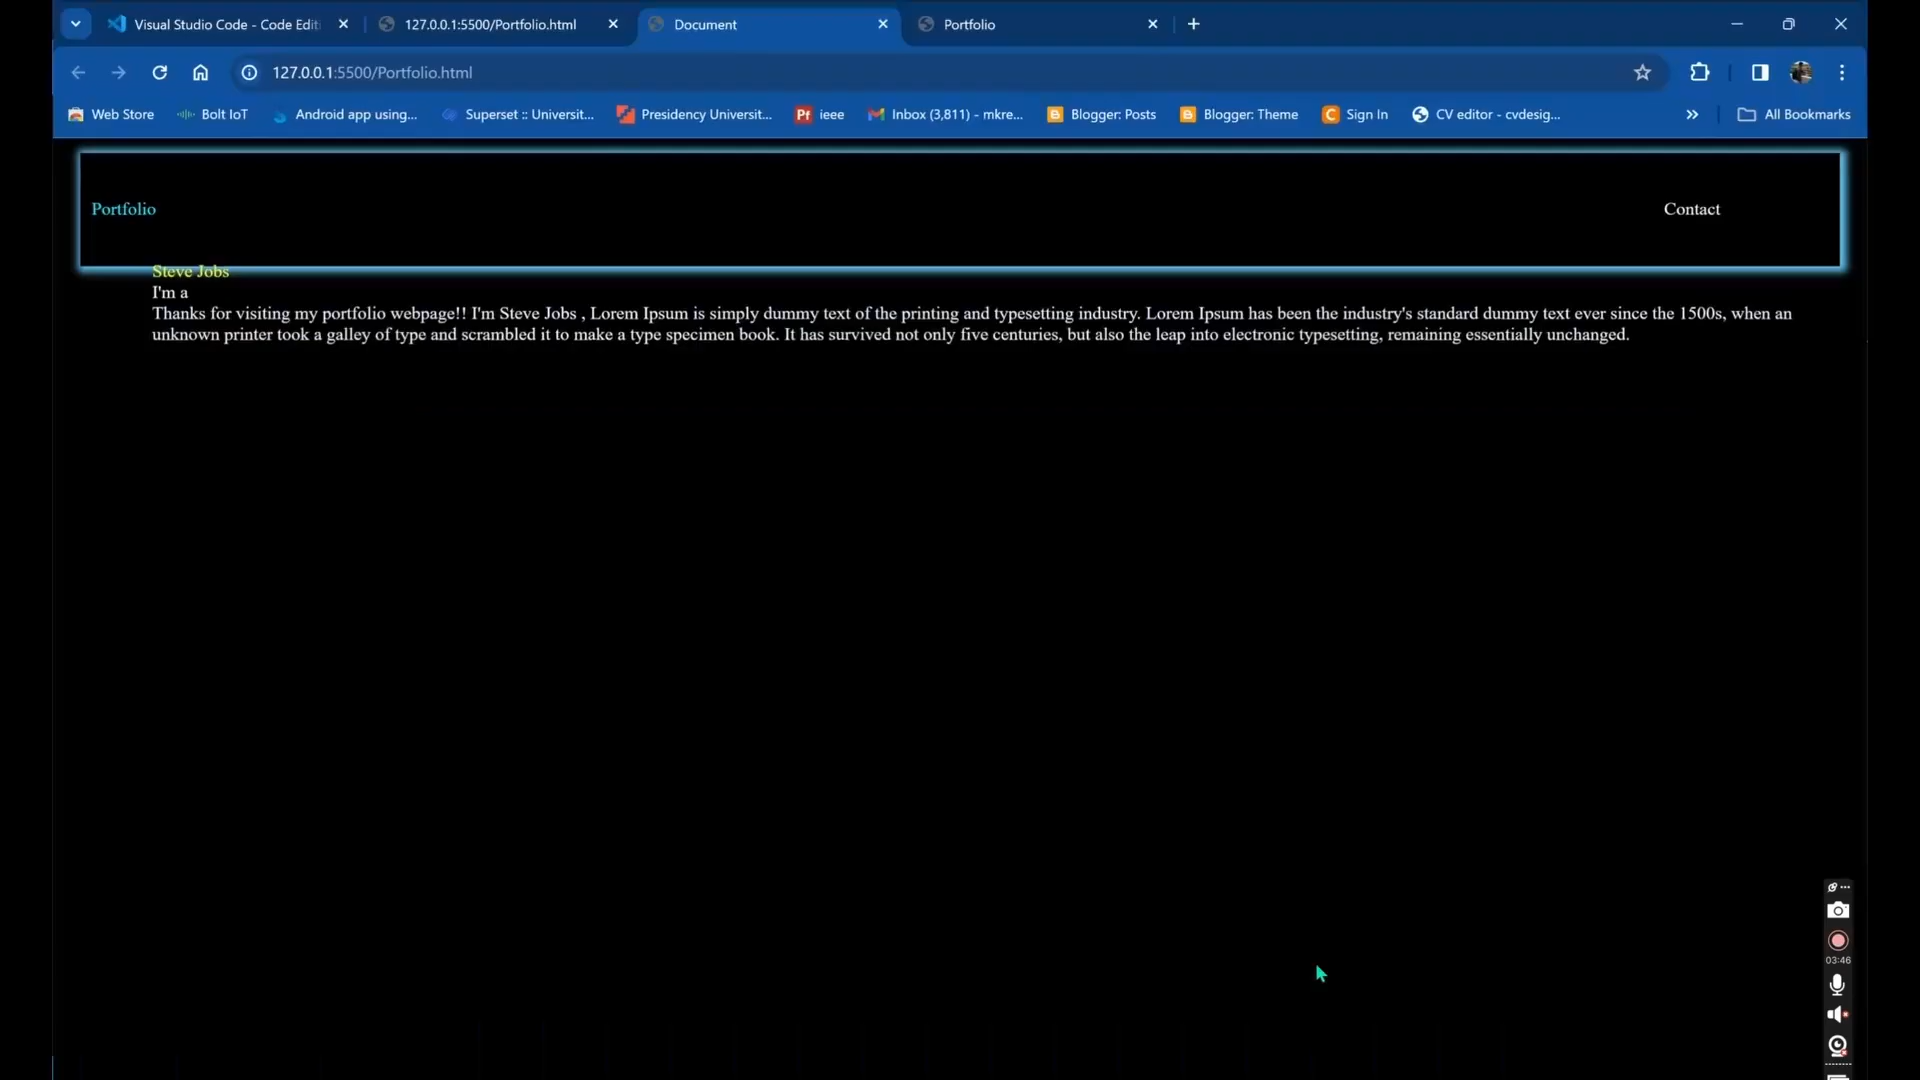 Visual Studio Code - Code Edit
127.0.0.1:5500/Portfolio.html
Document
Portfolio
127.0.0.1:5500/Portfolio.html
Web Store
Bolt IoT
Android app using...
Superset :: Universit...
Presidency Universit...
Pf ieee
Inbox (3,811) - mkre...
Blogger: Posts
Blogger: Theme
C Sign In
CV editor - cvdesig...
All Bookmarks
Portfolio
Contact
Steve Jobs
I'm a
Thanks for visiting my portfolio webpage!! I'm Steve Jobs , Lorem Ipsum is simply dummy text of the printing and typesetting industry. Lorem Ipsum has been the industry's standard dummy text ever since the 1500s, when an
unknown printer took a galley of type and scrambled it to make a type specimen book. It has survived not only five centuries, but also the leap into electronic typesetting, remaining essentially unchanged.
03:46